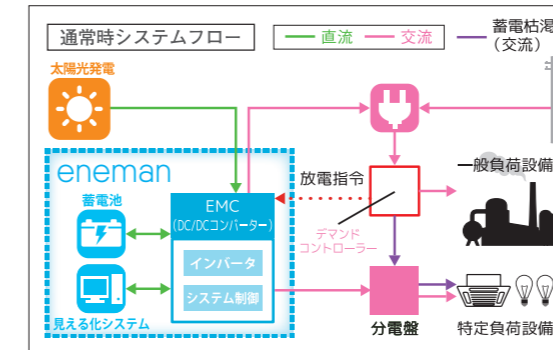 通常時システムフロー
直流
交流
蓄電枯渇
(交流)
太陽光発電
eneman
蓄電池
EMC
(DC/DCコンバーター)
インバータ
システム制御
見える化システム
放電指令
デマンド
コントローラー
一般負荷設備
分電盤
特定負荷設備